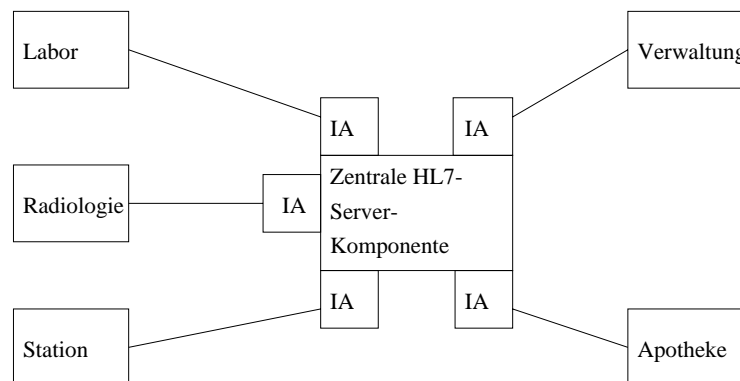 Labor
Verwaltung
IA
IA
Zentrale HL7-
Server-
Komponente
Radiologie
IA
IA
IA
Station
Apotheke